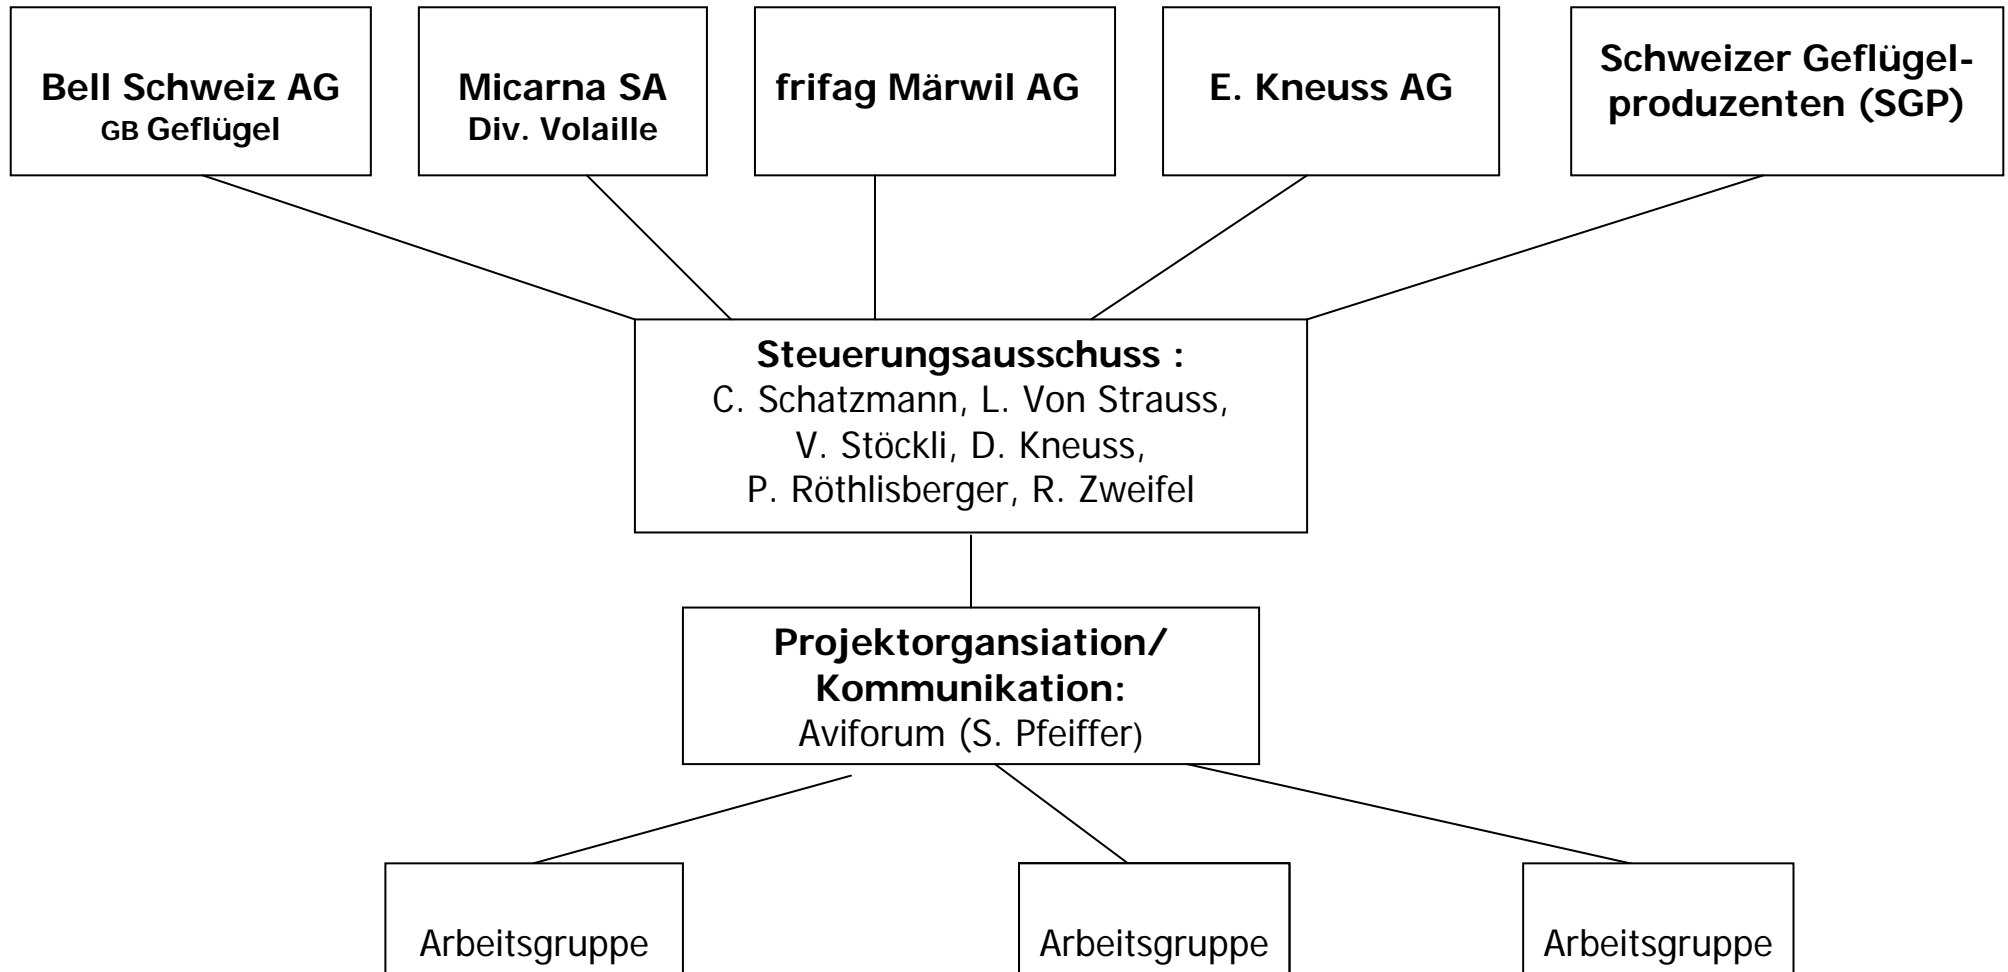 Bell Schweiz AG
GB Geflügel
Micarna SA
Div. Volaille
frifag Märwil AG
E. Kneuss AG
Schweizer Geflügel-
produzenten (SGP)
Steuerungsausschuss :
C. Schatzmann, L. Von Strauss,
V. Stöckli, D. Kneuss,
P. Röthlisberger, R. Zweifel
Projektorgansiation/
Kommunikation:
Aviforum (S. Pfeiffer)
Arbeitsgruppe
Arbeitsgruppe
Arbeitsgruppe